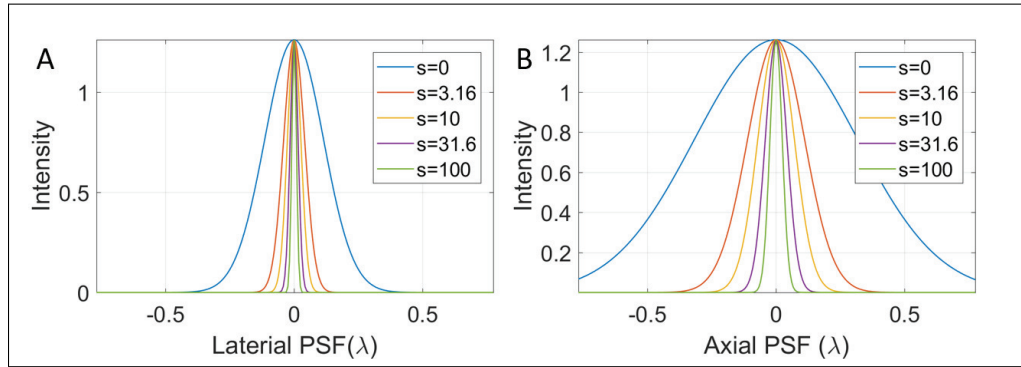 A
Intensity
1
0.5
0
-0.5
0
0.5
Laterial PSF(λ)
s=0
s=3.16
s=10
s=31.6
s=100
B
Intensity
1.2
1
0.8
0.6
0.4
0.2
-0.5
0
0.5
Axial PSF (λ)
s=0
s=3.16
s=10
s=31.6
s=100